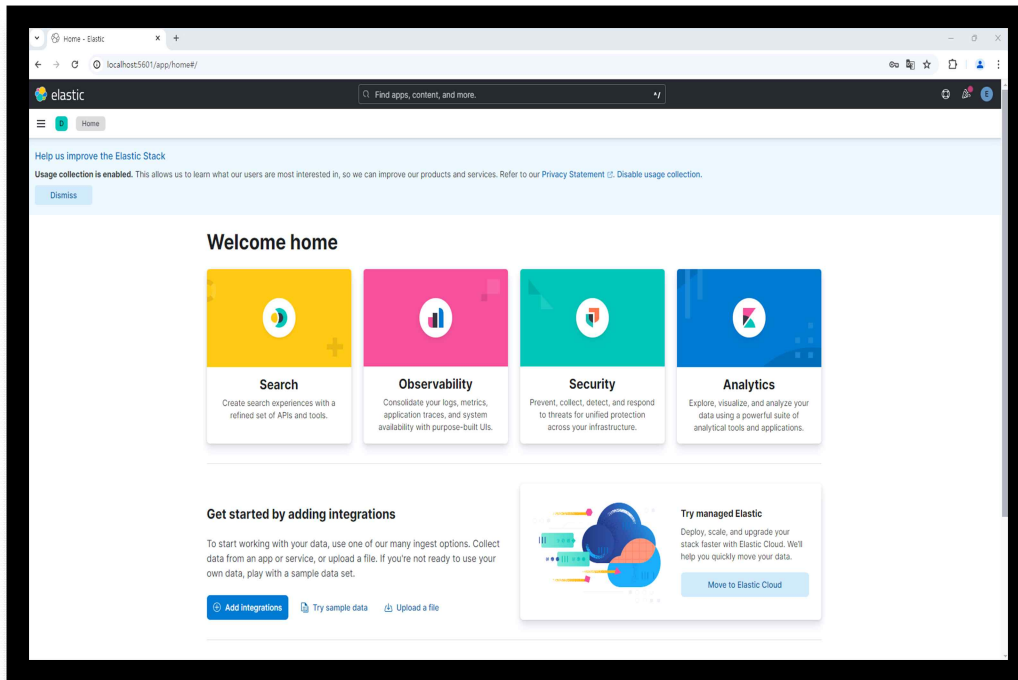 Home - Elastic
localhost:5601/app/home#/
elastic
Find apps, content, and more.
^/
E
D
Home
Help us improve the Elastic Stack
Usage collection is enabled. This allows us to learn what our users are most interested in, so we can improve our products and services. Refer to our Privacy Statement. Disable usage collection.
Dismiss
Welcome home
Search
Create search experiences with a
refined set of APIs and tools.
Observability
Consolidate your logs, metrics,
application traces, and system
availability with purpose-built UIs.
Security
Prevent, collect, detect, and respond
to threats for unified protection
across your infrastructure.
Analytics
Explore, visualize, and analyze your
data using a powerful suite of
analytical tools and applications.
Get started by adding integrations
To start working with your data, use one of our many ingest options. Collect
data from an app or service, or upload a file. If you're not ready to use your
own data, play with a sample data set.
Add integrations
Try sample data
Upload a file
Try managed Elastic
Deploy, scale, and upgrade your
stack faster with Elastic Cloud. We'll
help you quickly move your data.
Move to Elastic Cloud